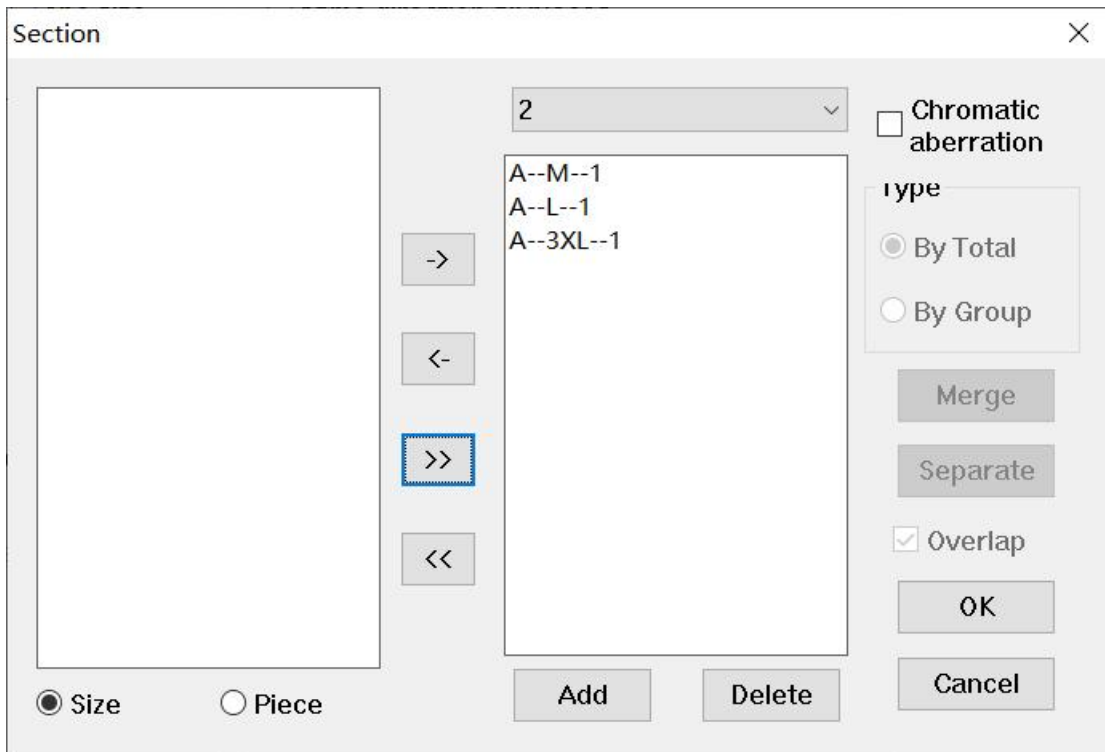 Section
2
Chromatic
aberration
A--M--1
A--L--1
A--3XL--1
Type
By Total
By Group
->
<-
>>
<<
Merge
Separate
Overlap
OK
Cancel
Size
Piece
Add
Delete